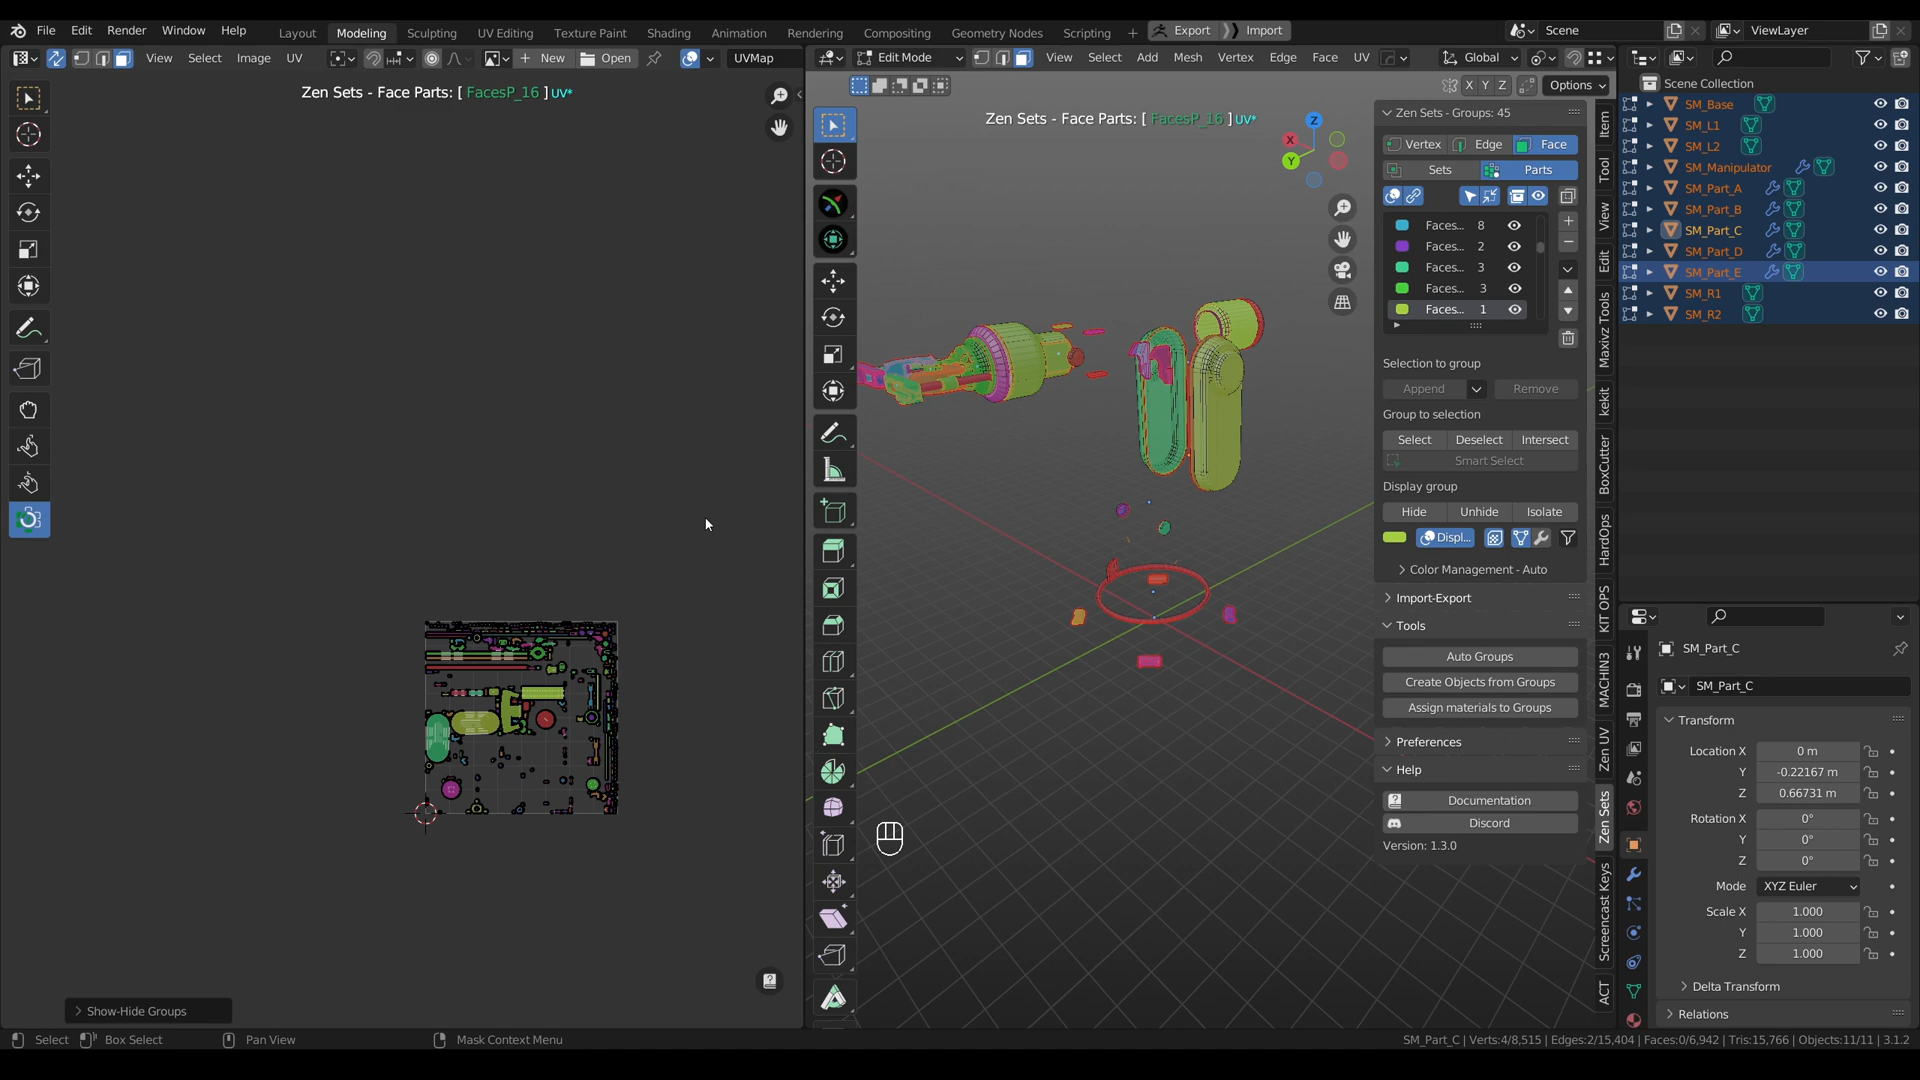 File Edit Render Window Help Layout Modeling Sculpting UV Editing Texture Paint Shading Animation Rendering Compositing Geometry Nodes Scripting + Export Import Scene ViewLayer
View Select Image UV New Open UVMap Edit Mode View Select Add Mesh Vertex Edge Face UV Global
X Y Z Options
Zen Sets - Face Parts: [ FacesP_16 ] UV*
Zen Sets - Face Parts: [ FacesP_16 ] UV*
Z
X
Y
Zen Sets - Groups: 45
Vertex Edge Face
Sets Parts
Faces... 8
Faces... 2
Faces... 3
Faces... 3
Faces... 1
Selection to group
Append Remove
Group to selection
Select Deselect Intersect
Smart Select
Display group
Hide Unhide Isolate
Displ...
Color Management - Auto
Import-Export
Tools
Auto Groups
Create Objects from Groups
Assign materials to Groups
Preferences
Help
Documentation
Discord
Version: 1.3.0
Item
Tool
View
Edit
Maxivz Tools
kekit
BoxCutter
HardOps
KIT OPS
MACHIN3
Zen UV
Zen Sets
Screencast Keys
ACT
Scene Collection
SM_Base
SM_L1
SM_L2
SM_Manipulator
SM_Part_A
SM_Part_B
SM_Part_C
SM_Part_D
SM_Part_E
SM_R1
SM_R2
SM_Part_C
SM_Part_C
Transform
Location X 0 m
Y -0.22167 m
Z 0.66731 m
Rotation X 0°
Y 0°
Z 0°
Mode XYZ Euler
Scale X 1.000
Y 1.000
Z 1.000
Delta Transform
Relations
Show-Hide Groups
Select Box Select Pan View Mask Context Menu
SM_Part_C | Verts:4/8,515 | Edges:2/15,404 | Faces:0/6,942 | Tris:15,766 | Objects:11/11 | 3.1.2